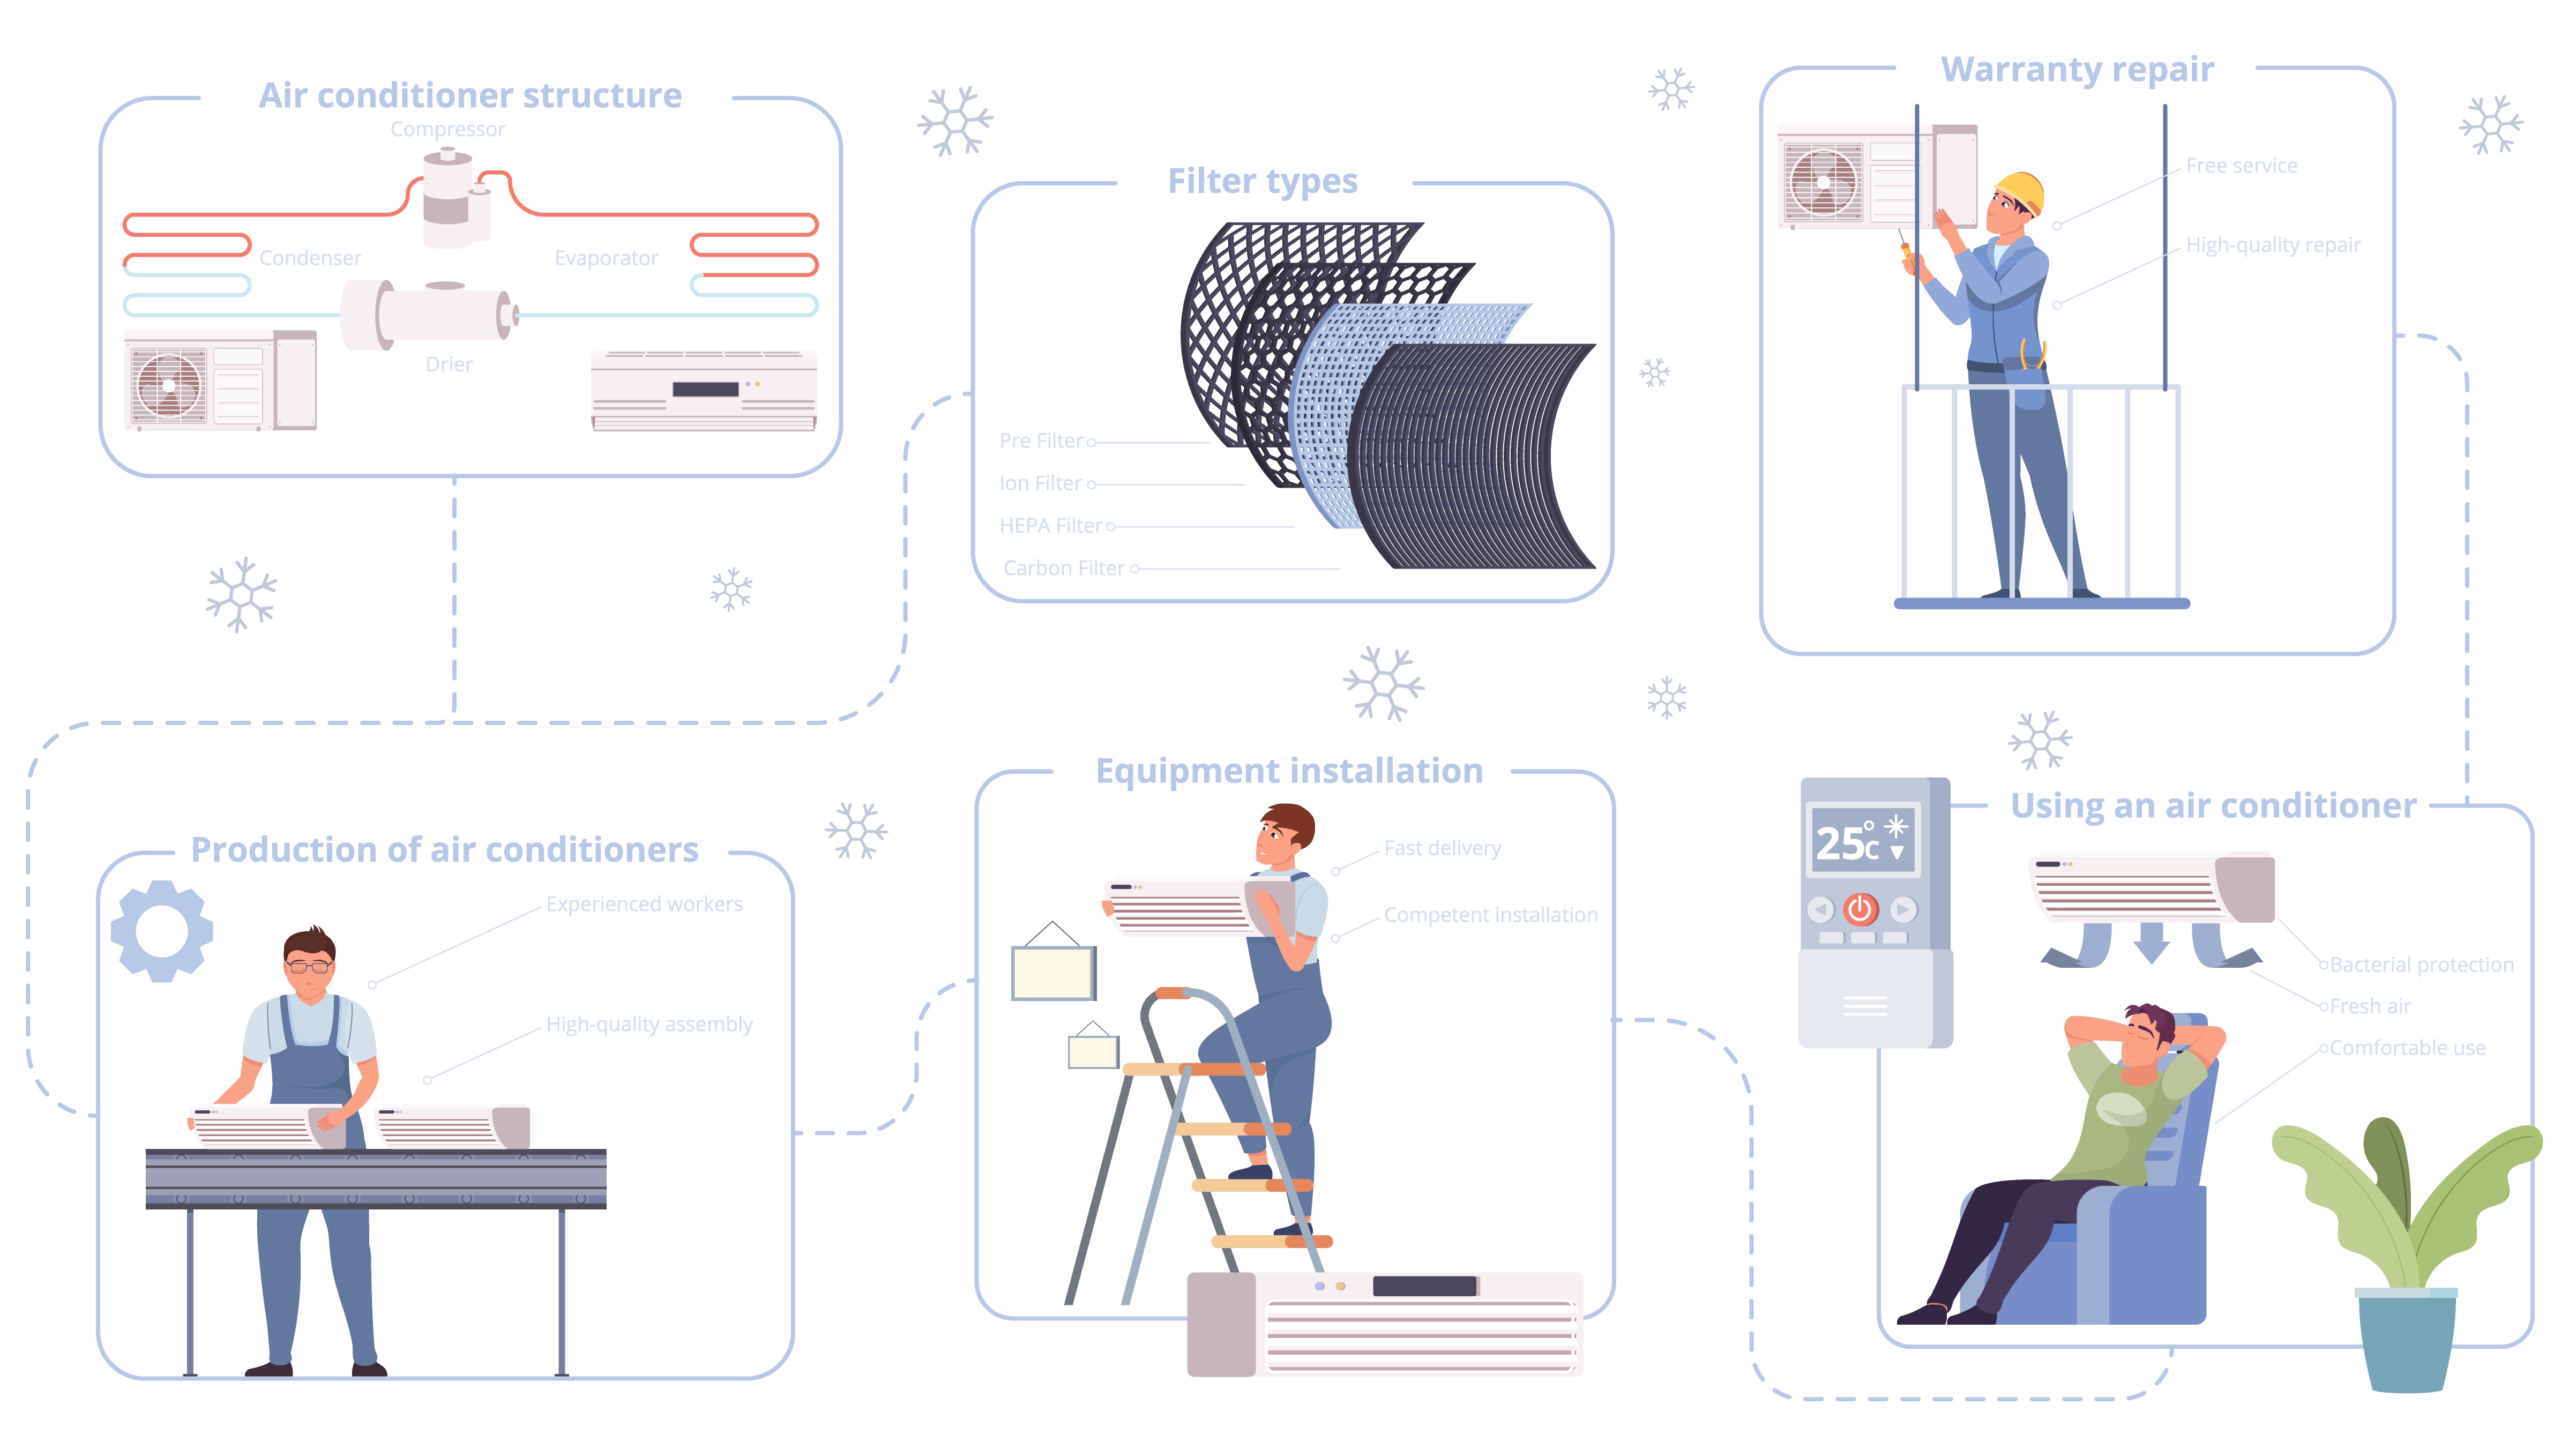 Air conditioner structure
Compressor
Condenser
Evaporator
Drier
Filter types
Pre Filter
Ion Filter
HEPA Filter
Carbon Filter
Warranty repair
Free service
High-quality repair
Production of air conditioners
Experienced workers
High-quality assembly
Equipment installation
Fast delivery
Competent installation
Using an air conditioner
25°C
Bacterial protection
Fresh air
Comfortable use